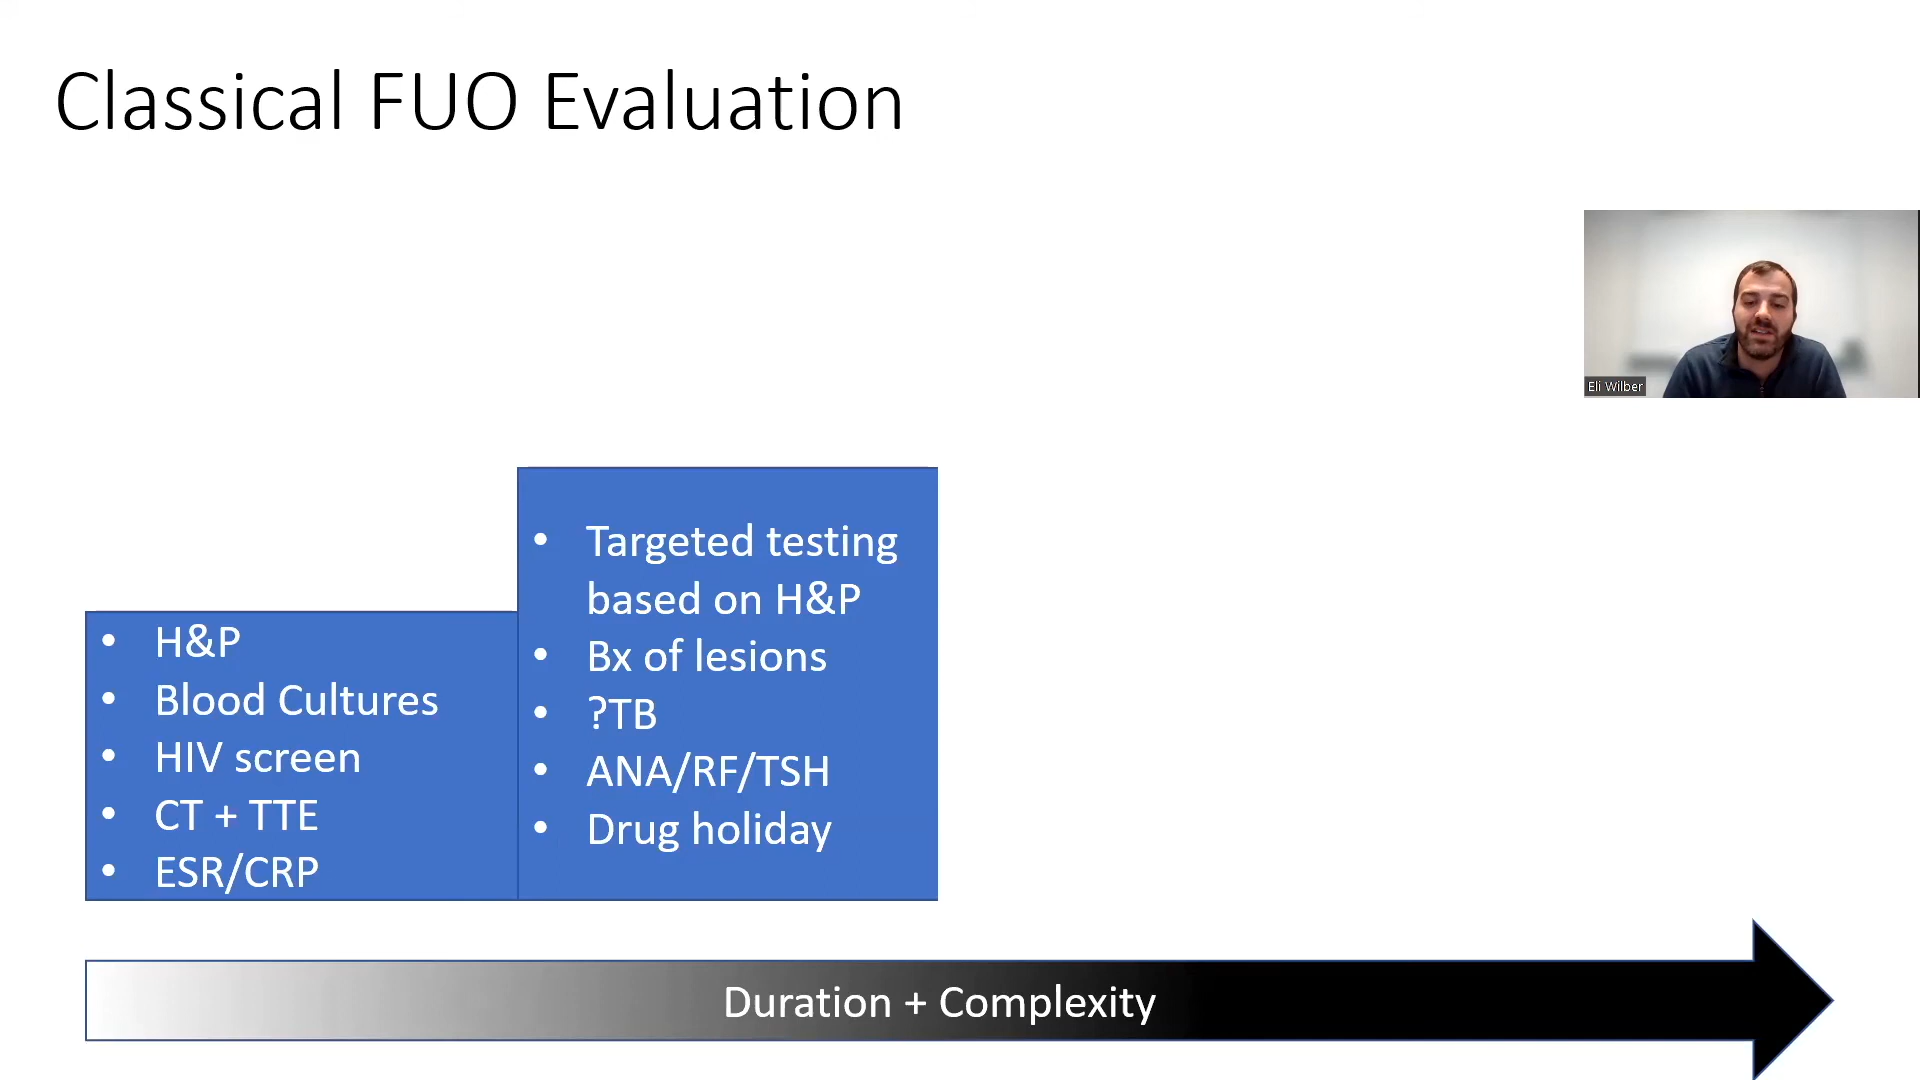 Classical FUO Evaluation
Eli Wilber
• H&P
• Blood Cultures
• HIV screen
• CT + TTE
• ESR/CRP
• Targeted testing
based on H&P
• Bx of lesions
• ?TB
• ANA/RF/TSH
• Drug holiday
Duration + Complexity